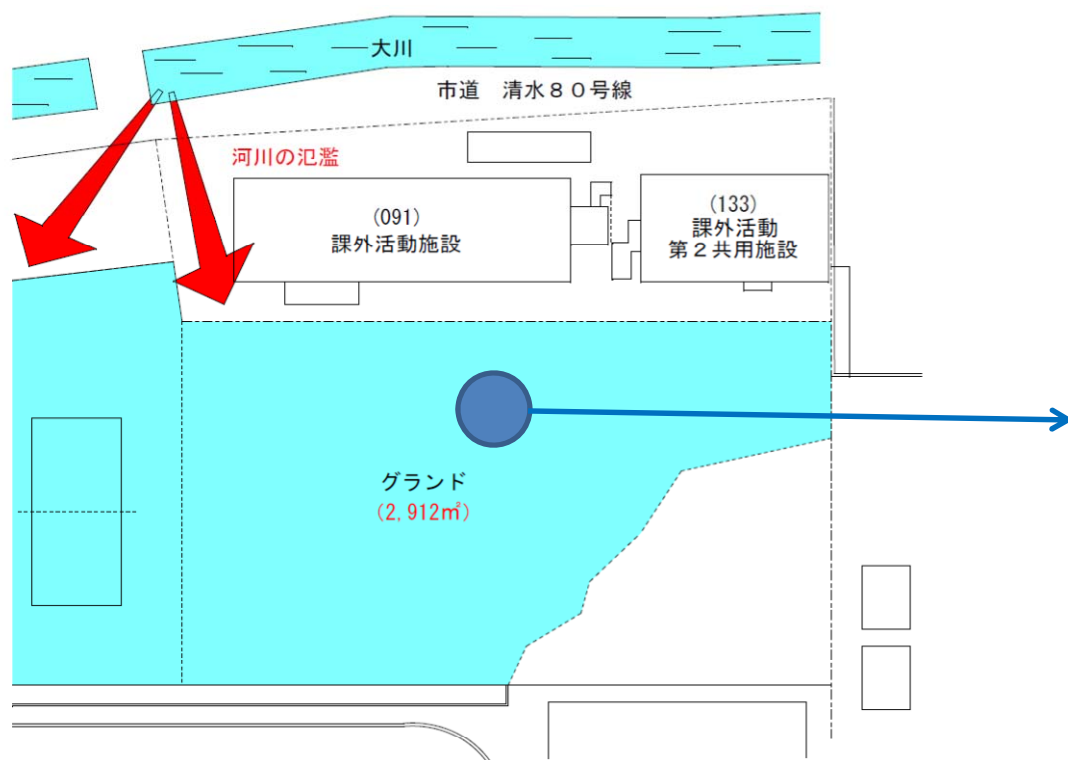 大川
市道　清水８０号線
河川の氾濫
(091)
課外活動施設
(133)
課外活動
第２共用施設
グランド
(2,912㎡)